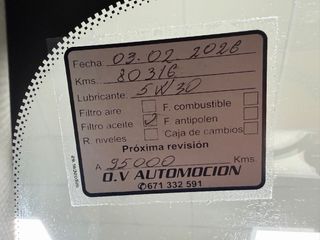 Fecha: 03.02 2026
Kms. 80316
Lubricante: 5W30
Filtro aire F. combustible
Filtro aceite ✓ F. antipolen
R. niveles Caja de cambios
Próxima revisión
A 95000 Kms.
O.V AUTOMOCION
✆671 332 591